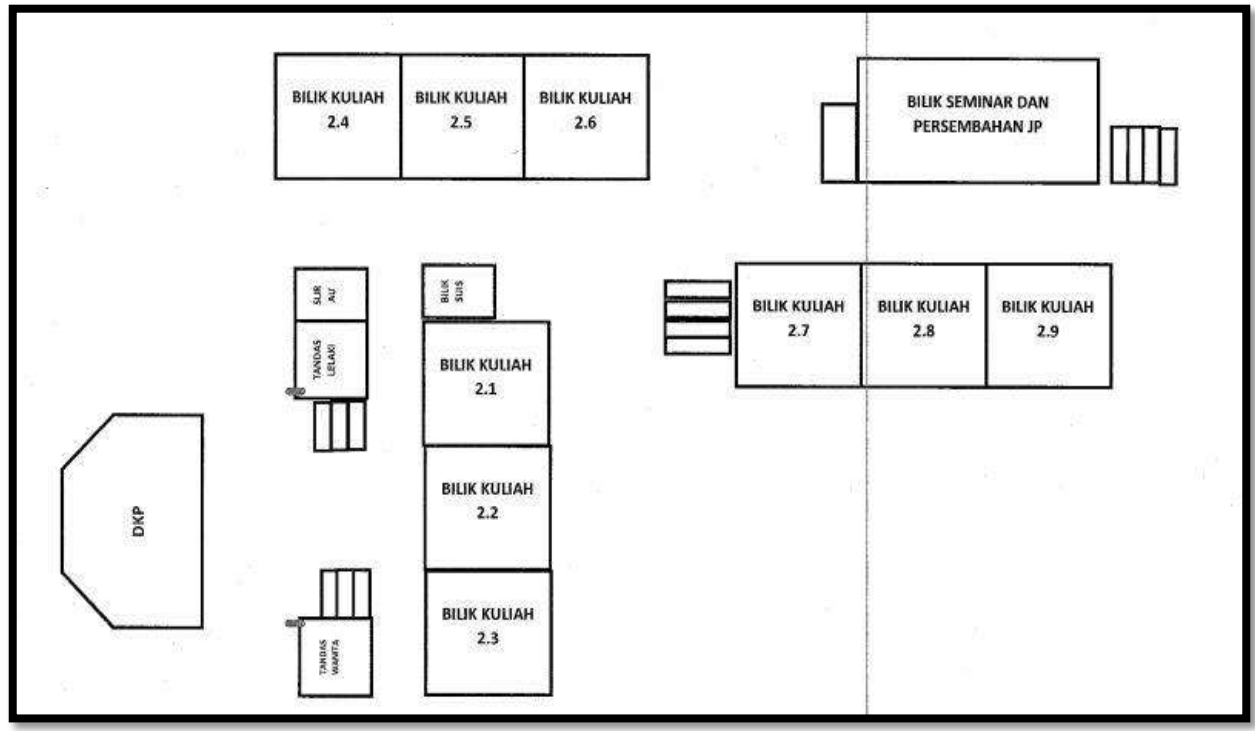 BILIK KULIAH
2.4
BILIK KULIAH
2.5
BILIK KULIAH
2.6
BILIK SEMINAR DAN
PERSEMBAHAN JP
SUR
AU
BILIK
SUIS
BILIK KULIAH
2.7
BILIK KULIAH
2.8
BILIK KULIAH
2.9
TANDAS
LELAKI
BILIK KULIAH
2.1
DKP
BILIK KULIAH
2.2
TANDAS
WANITA
BILIK KULIAH
2.3